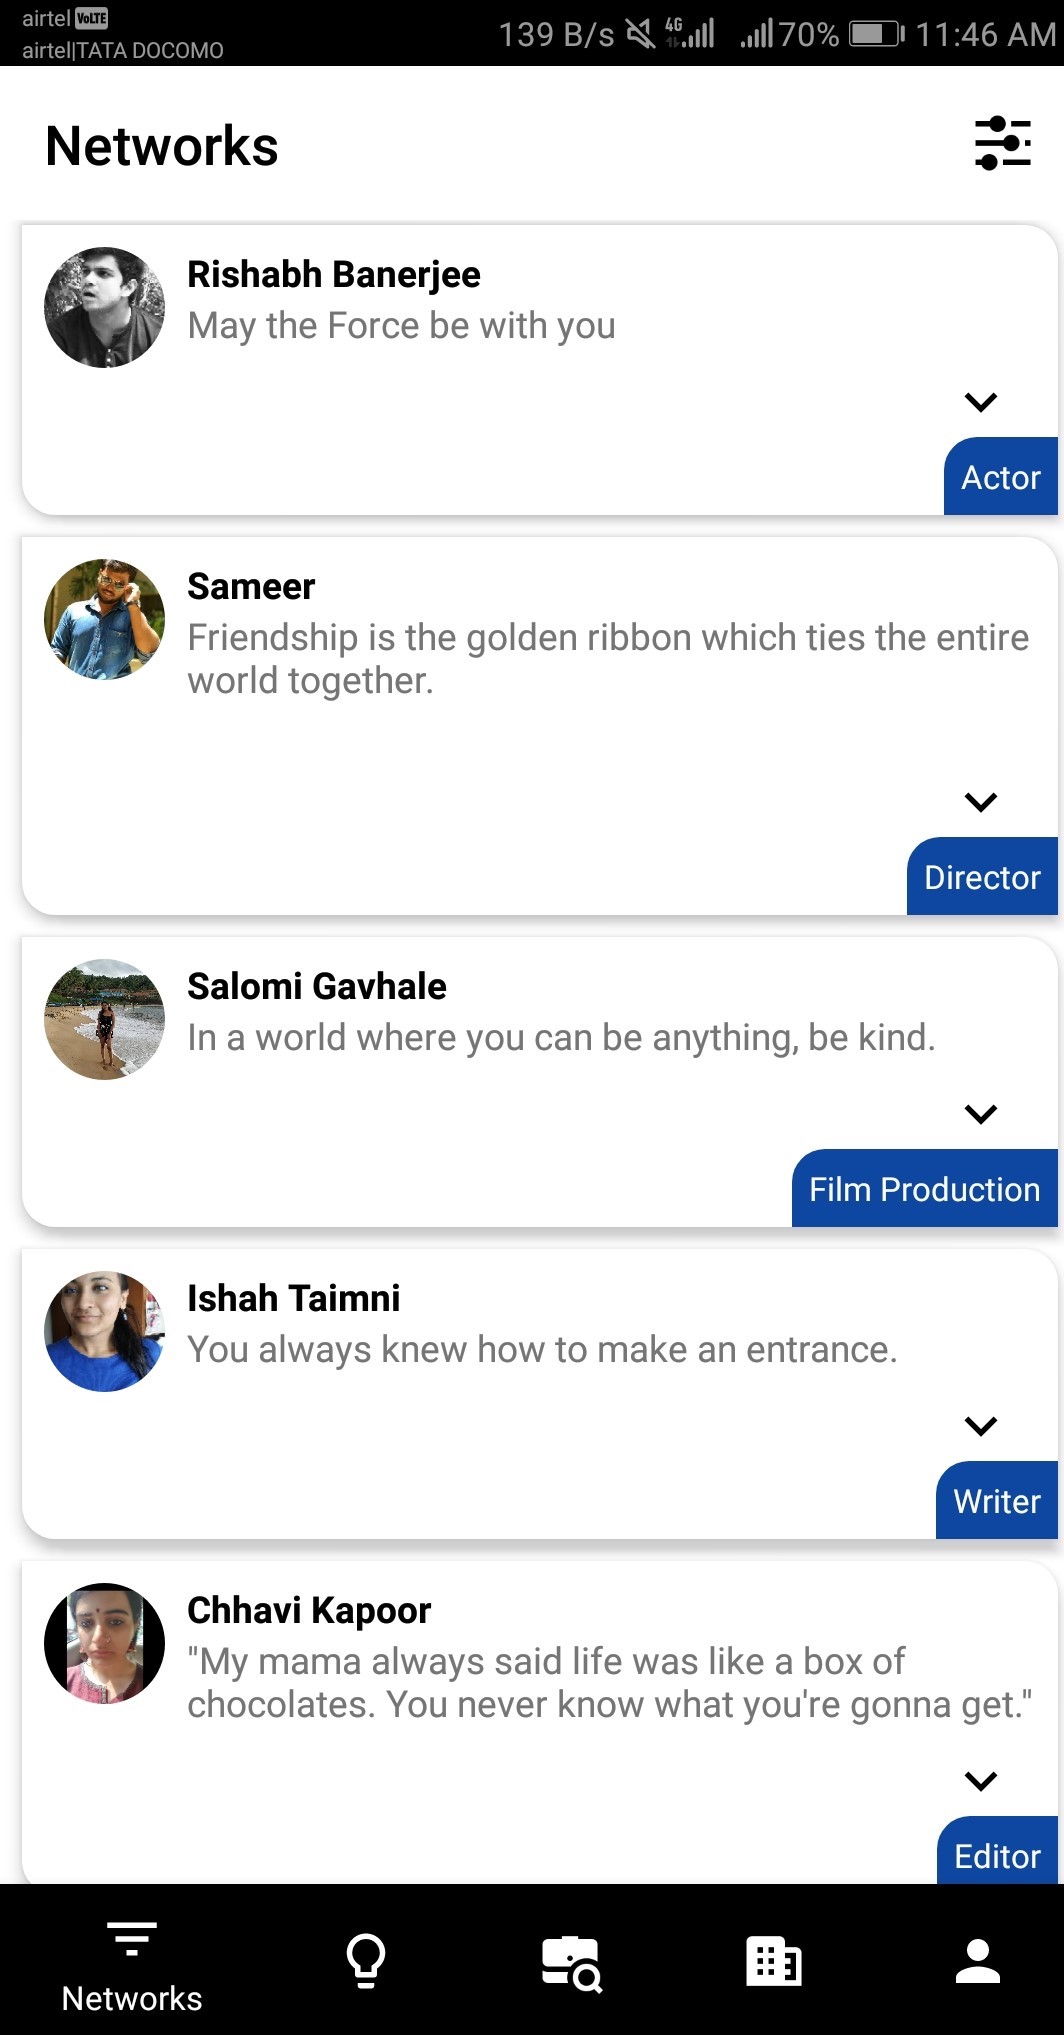 airtel VoLTE
airtel|TATA DOCOMO
139 B/s 4G 70% 11:46 AM
Networks
Rishabh Banerjee
May the Force be with you
Actor
Sameer
Friendship is the golden ribbon which ties the entire
world together.
Director
Salomi Gavhale
In a world where you can be anything, be kind.
Film Production
Ishah Taimni
You always knew how to make an entrance.
Writer
Chhavi Kapoor
"My mama always said life was like a box of
chocolates. You never know what you're gonna get."
Editor
Networks